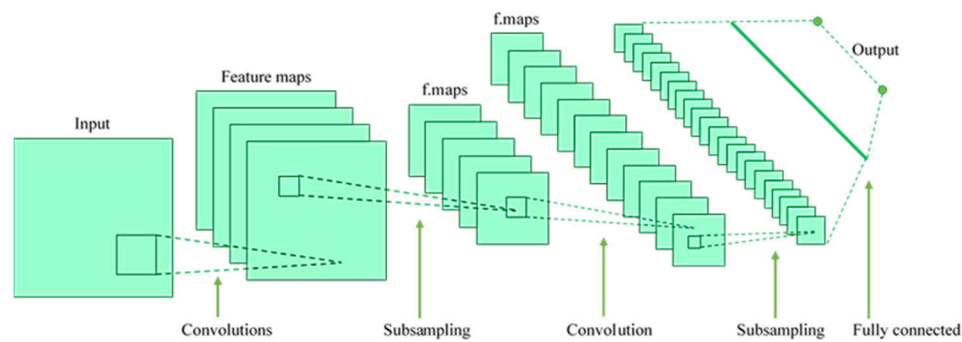 f.maps
Output
Feature maps
f.maps
Input
Convolutions
Subsampling
Convolution
Subsampling
Fully connected